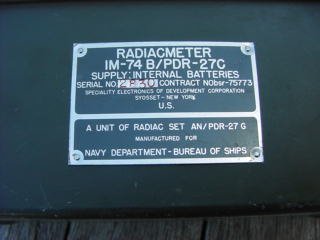 RADIACMETER
IM-74 B/PDR-27C
SUPPLY: INTERNAL BATTERIES
SERIAL NO. 2830 CONTRACT NObsr-75773
SPECIALITY ELECTRONICS OF DEVELOPMENT CORPORATION
SYOSSET - NEW YORK
U.S.
A UNIT OF RADIAC SET AN/PDR-27 G
MANUFACTURED FOR
NAVY DEPARTMENT - BUREAU OF SHIPS